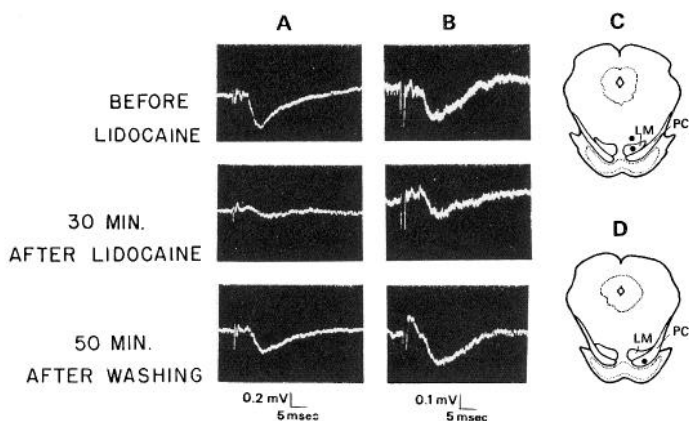 A
B
C
BEFORE
LIDOCAINE
LM
PC
30 MIN.
AFTER LIDOCAINE
D
LM
PC
50 MIN.
AFTER WASHING
0.2 mV
5 msec
0.1 mV
5 msec